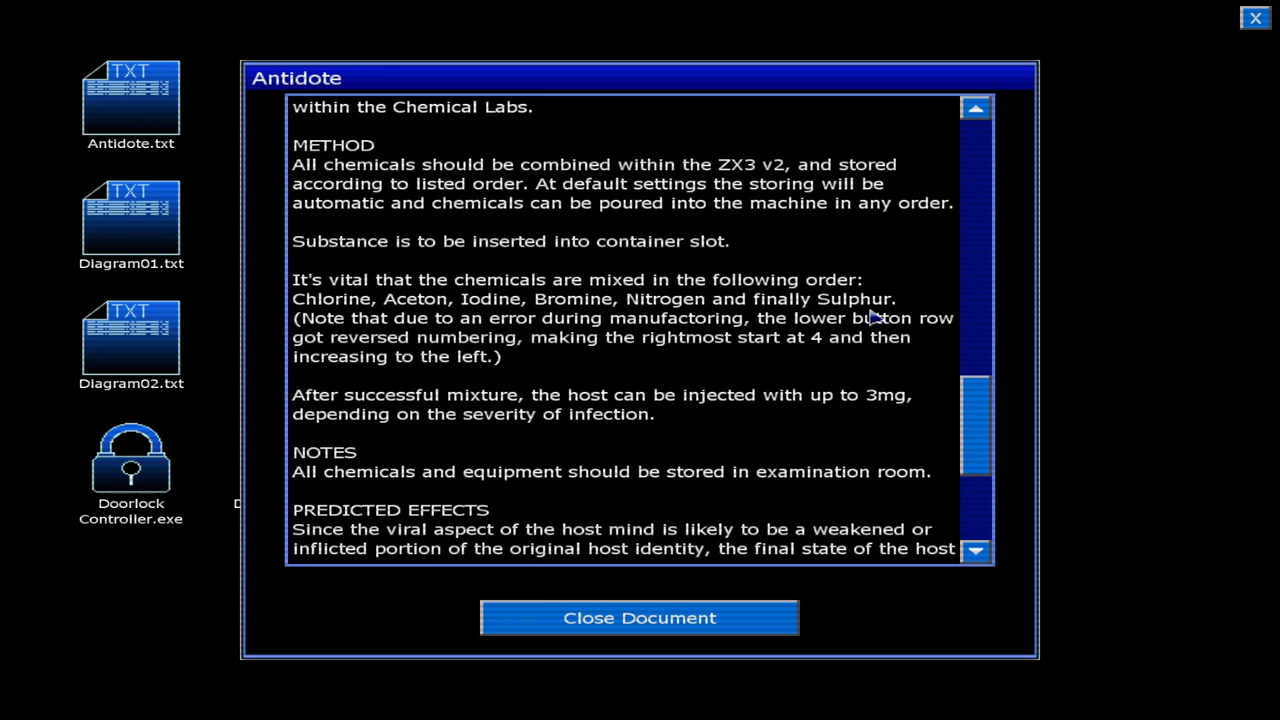 X
TXT
Antidote.txt
TXT
Diagram01.txt
TXT
Diagram02.txt
Doorlock
Controller.exe
D
Antidote
within the Chemical Labs.
METHOD
All chemicals should be combined within the ZX3 v2, and stored
according to listed order. At default settings the storing will be
automatic and chemicals can be poured into the machine in any order.
Substance is to be inserted into container slot.
It's vital that the chemicals are mixed in the following order:
Chlorine, Aceton, Iodine, Bromine, Nitrogen and finally Sulphur.
(Note that due to an error during manufactoring, the lower button row
got reversed numbering, making the rightmost start at 4 and then
increasing to the left.)
After successful mixture, the host can be injected with up to 3mg,
depending on the severity of infection.
NOTES
All chemicals and equipment should be stored in examination room.
PREDICTED EFFECTS
Since the viral aspect of the host mind is likely to be a weakened or
inflicted portion of the original host identity, the final state of the host
Close Document